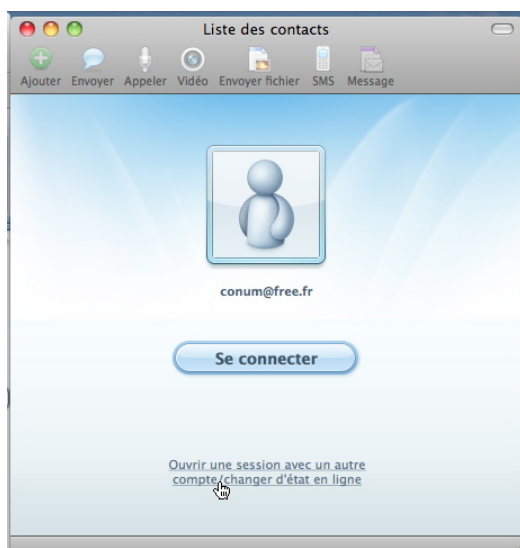 Liste des contacts
Ajouter Envoyer Appeler Vidéo Envoyer fichier SMS Message
conum@free.fr
Se connecter
Ouvrir une session avec un autre
compte/changer d'état en ligne